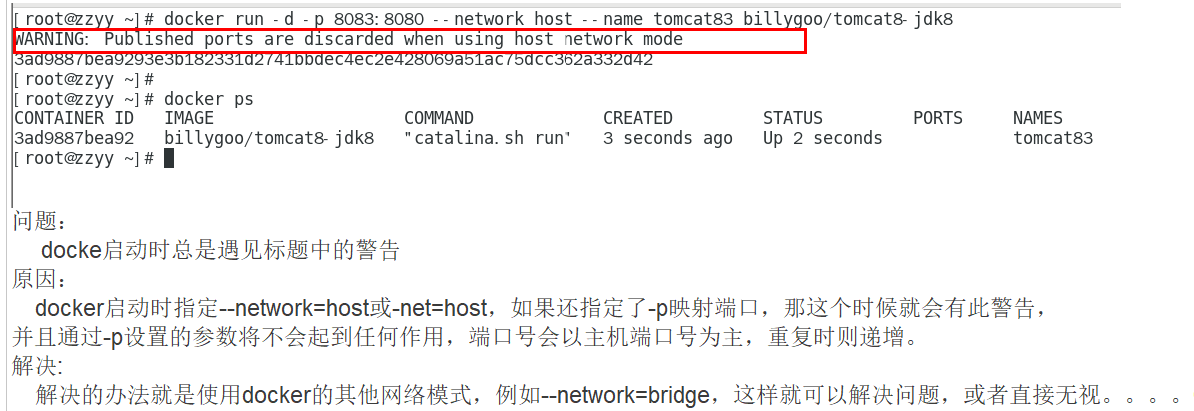 [root@zzyy ~]# docker run -d -p 8083:8080 --network host --name tomcat83 billygoo/tomcat8-jdk8
WARNING: Published ports are discarded when using host network mode
3ad9887bea9293e3b182331d2741bbdec4ec2e428069a51ac75dcc362a332d42
[root@zzyy ~]#
[root@zzyy ~]# docker ps
CONTAINER ID IMAGE COMMAND CREATED STATUS PORTS NAMES
3ad9887bea92 billygoo/tomcat8-jdk8 "catalina.sh run" 3 seconds ago Up 2 seconds tomcat83
[root@zzyy ~]#
问题：
docke启动时总是遇见标题中的警告
原因：
docker启动时指定--network=host或-net=host，如果还指定了-p映射端口，那这个时候就会有此警告，
并且通过-p设置的参数将不会起到任何作用，端口号会以主机端口号为主，重复时则递增。
解决:
解决的办法就是使用docker的其他网络模式，例如--network=bridge，这样就可以解决问题，或者直接无视。。。。